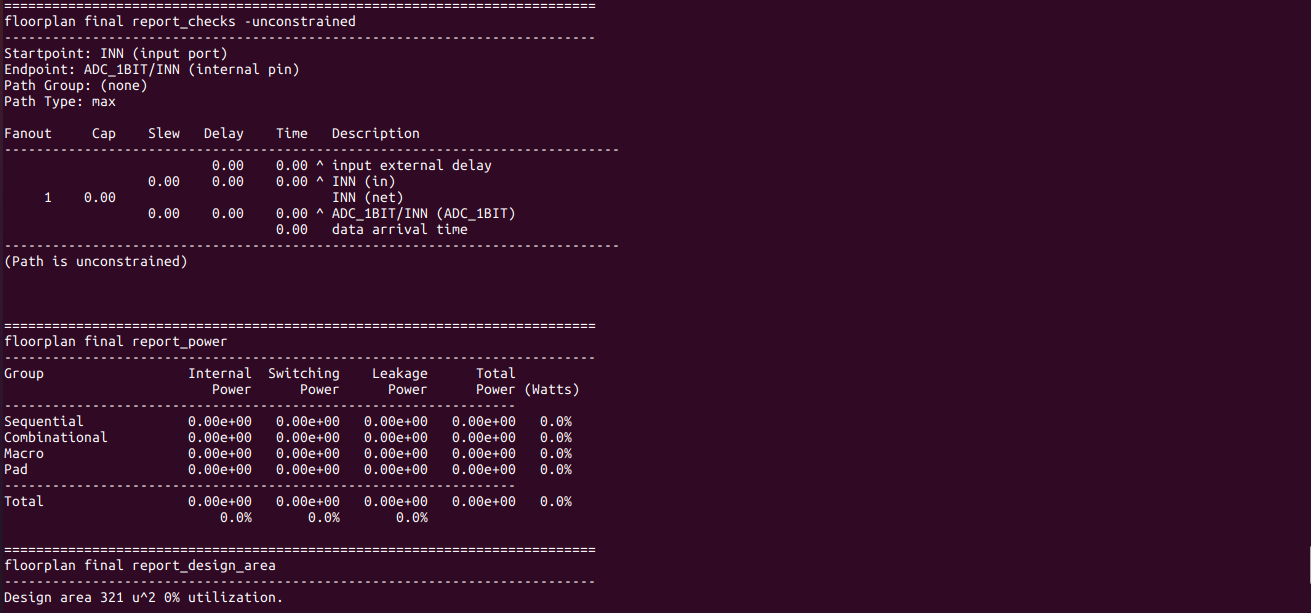 ==========================================================================
floorplan final report_checks -unconstrained
--------------------------------------------------------------------------
Startpoint: INN (input port)
Endpoint: ADC_1BIT/INN (internal pin)
Path Group: (none)
Path Type: max
Fanout     Cap    Slew   Delay    Time   Description
-----------------------------------------------------------------------------
                          0.00    0.00 ^ input external delay
                  0.00    0.00    0.00 ^ INN (in)
     1    0.00                           INN (net)
                  0.00    0.00    0.00 ^ ADC_1BIT/INN (ADC_1BIT)
                                  0.00   data arrival time
-----------------------------------------------------------------------------
(Path is unconstrained)
==========================================================================
floorplan final report_power
--------------------------------------------------------------------------
Group                  Internal  Switching    Leakage      Total
                          Power      Power      Power      Power (Watts)
----------------------------------------------------------------
Sequential             0.00e+00   0.00e+00   0.00e+00   0.00e+00   0.0%
Combinational          0.00e+00   0.00e+00   0.00e+00   0.00e+00   0.0%
Macro                  0.00e+00   0.00e+00   0.00e+00   0.00e+00   0.0%
Pad                    0.00e+00   0.00e+00   0.00e+00   0.00e+00   0.0%
----------------------------------------------------------------
Total                  0.00e+00   0.00e+00   0.00e+00   0.00e+00   0.0%
                           0.0%       0.0%       0.0%
==========================================================================
floorplan final report_design_area
--------------------------------------------------------------------------
Design area 321 u^2 0% utilization.